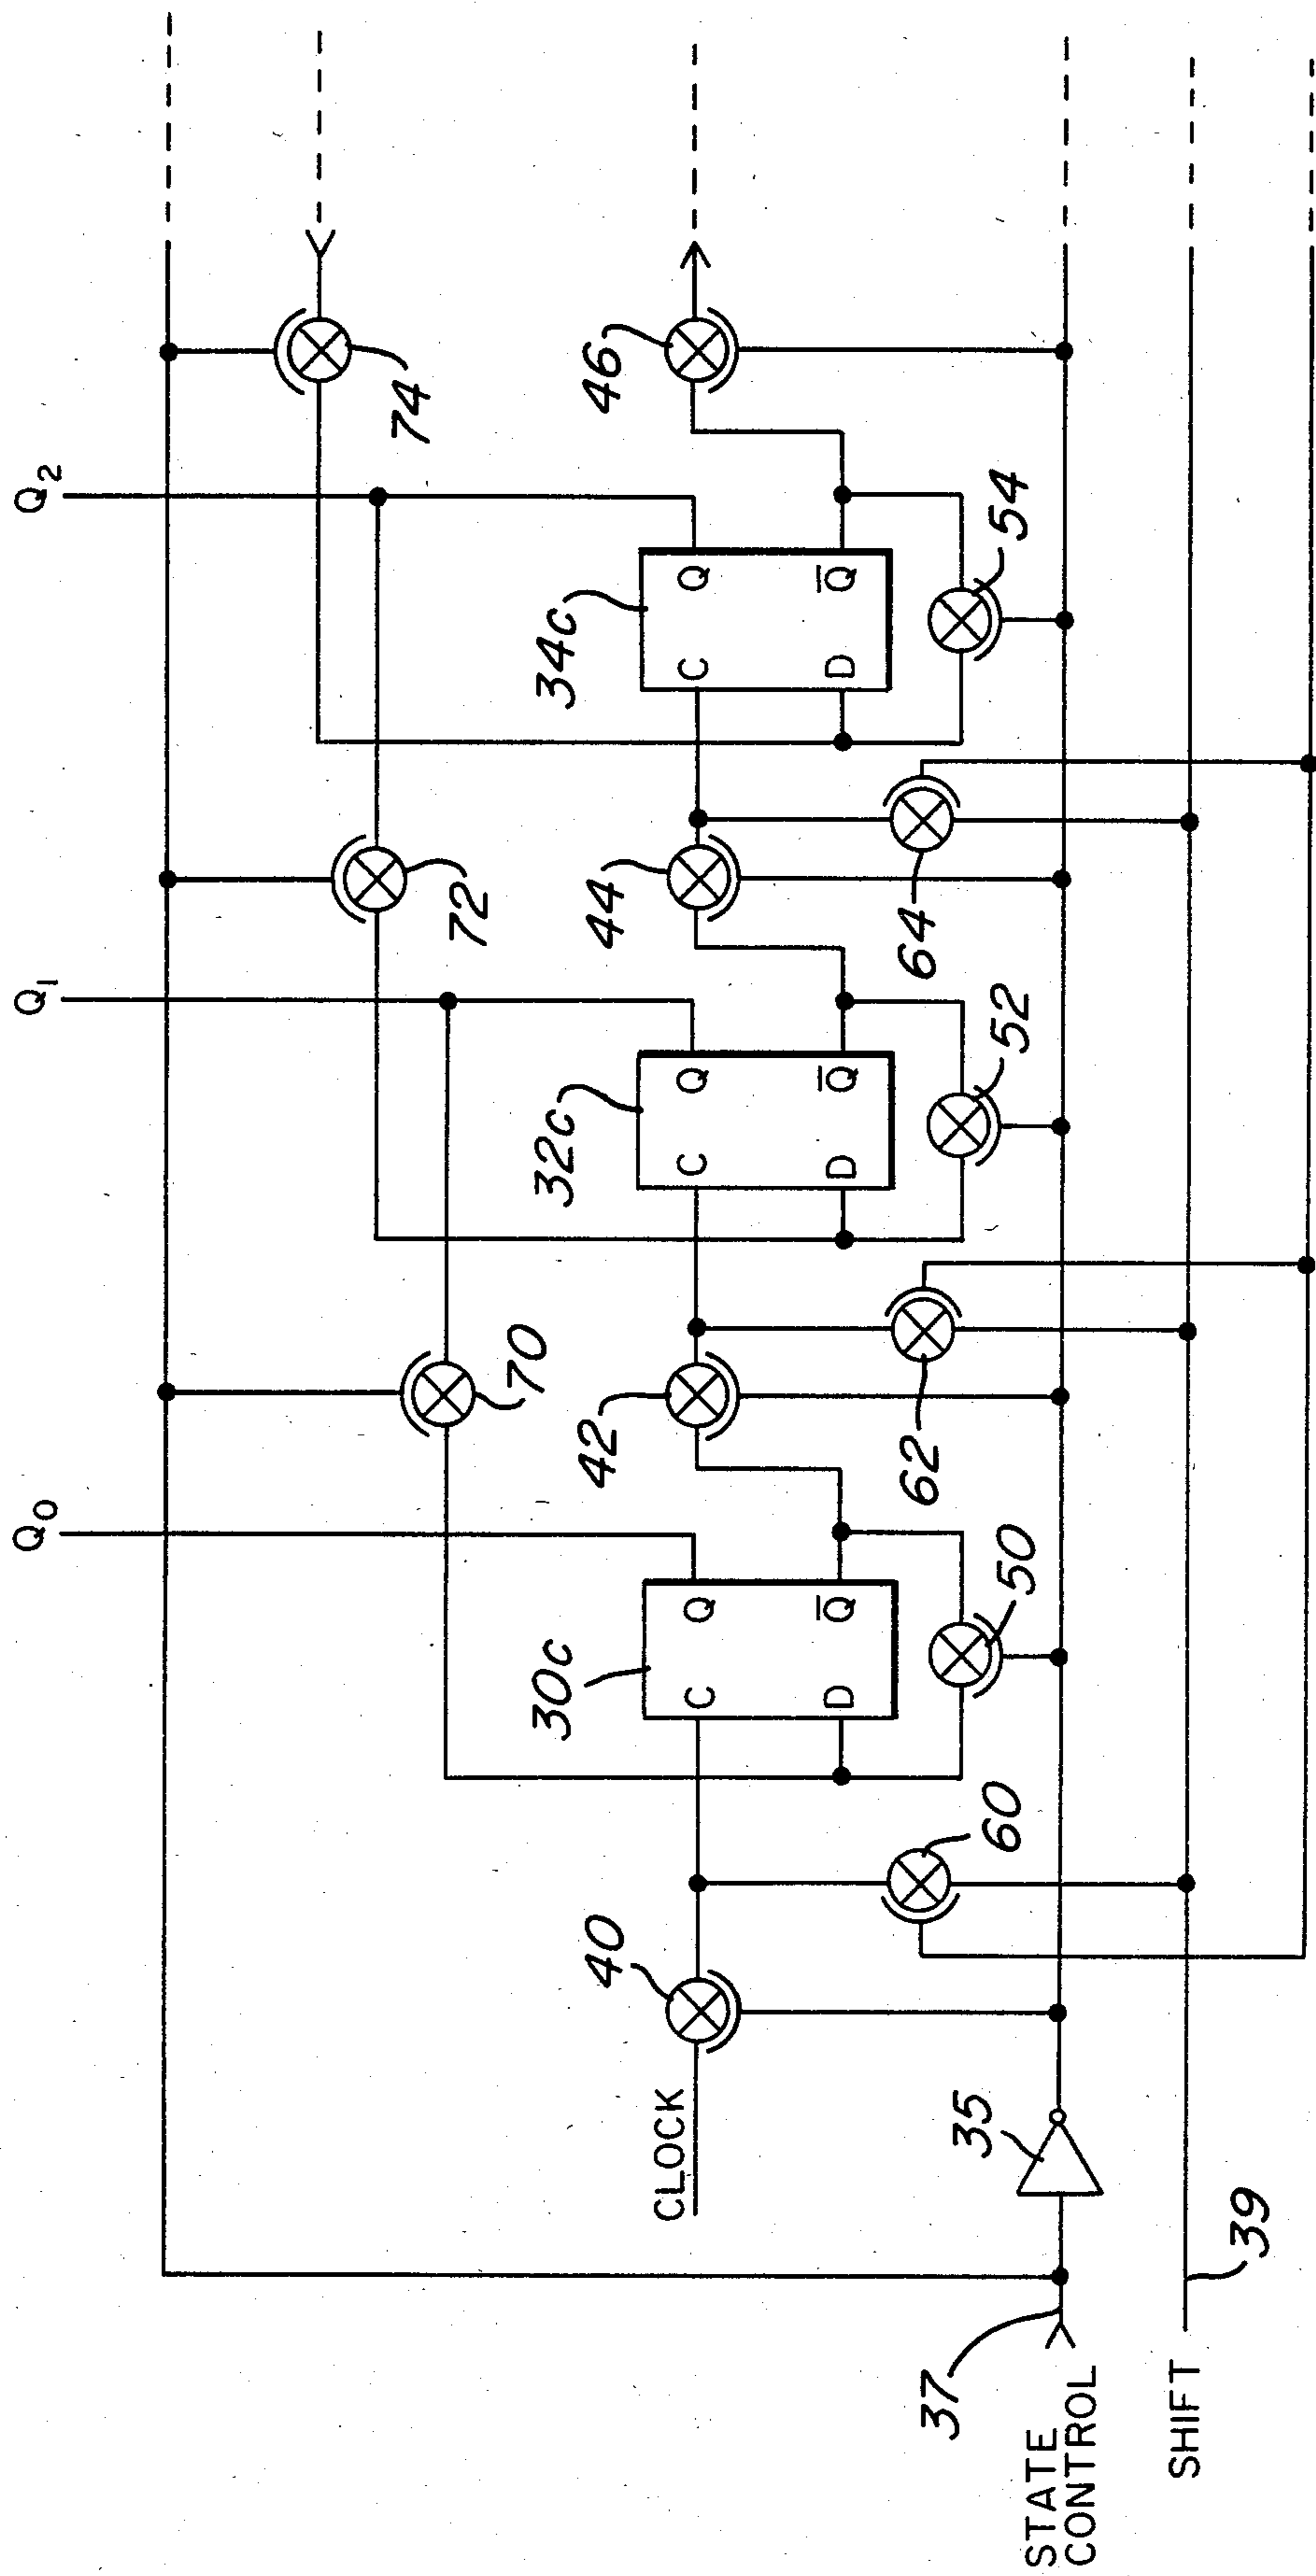 Q0
Q1
Q2
74
70
72
46
30c
32c
34c
42
44
C
Q
C
Q
C
Q
D
Q̅
D
Q̅
D
Q̅
40
CLOCK
60
50
62
52
64
54
35
37
STATE
CONTROL
SHIFT
39